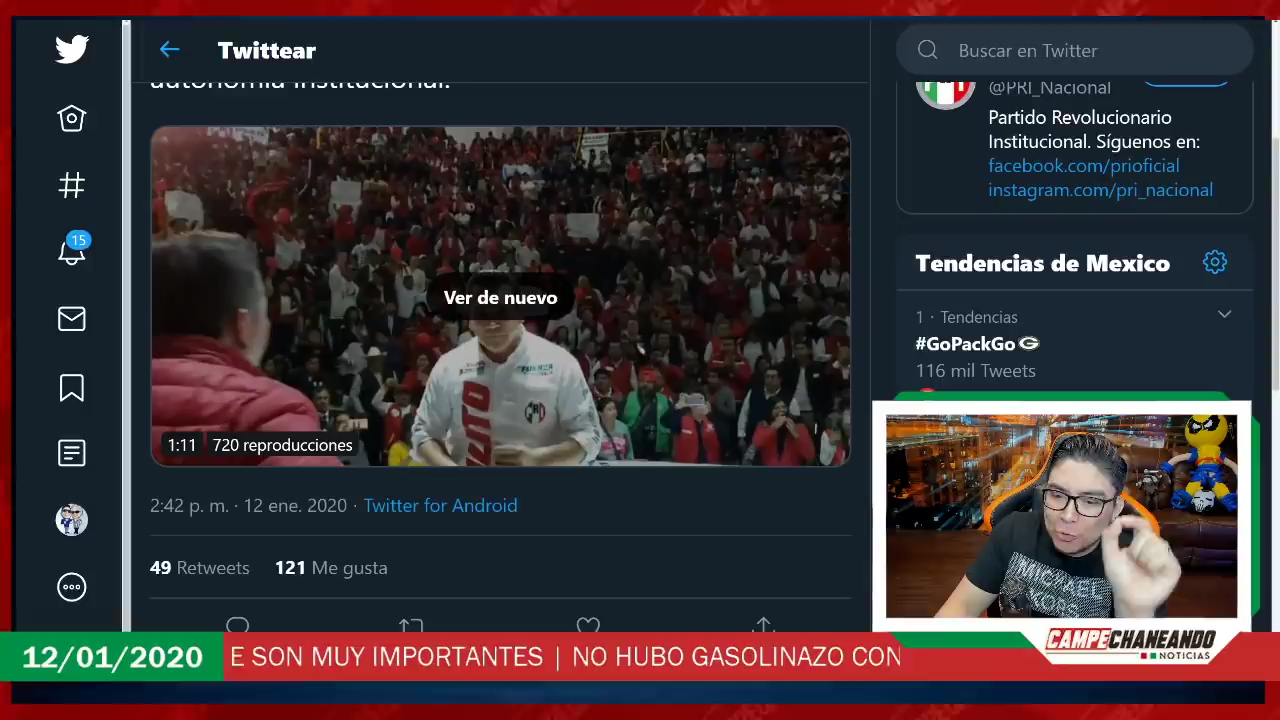 Twittear
autonomía institucional.
Ver de nuevo
1:11 720 reproducciones
2:42 p. m. · 12 ene. 2020 · Twitter for Android
49 Retweets 121 Me gusta
15
Buscar en Twitter
@PRI_Nacional
Partido Revolucionario
Institucional. Síguenos en:
facebook.com/prioficial
instagram.com/pri_nacional
Tendencias de Mexico
1 · Tendencias
#GoPackGo
116 mil Tweets
MICHAEL
KORS
CAMPECHANEANDO
NOTICIAS
12/01/2020 E SON MUY IMPORTANTES | NO HUBO GASOLINAZO CON